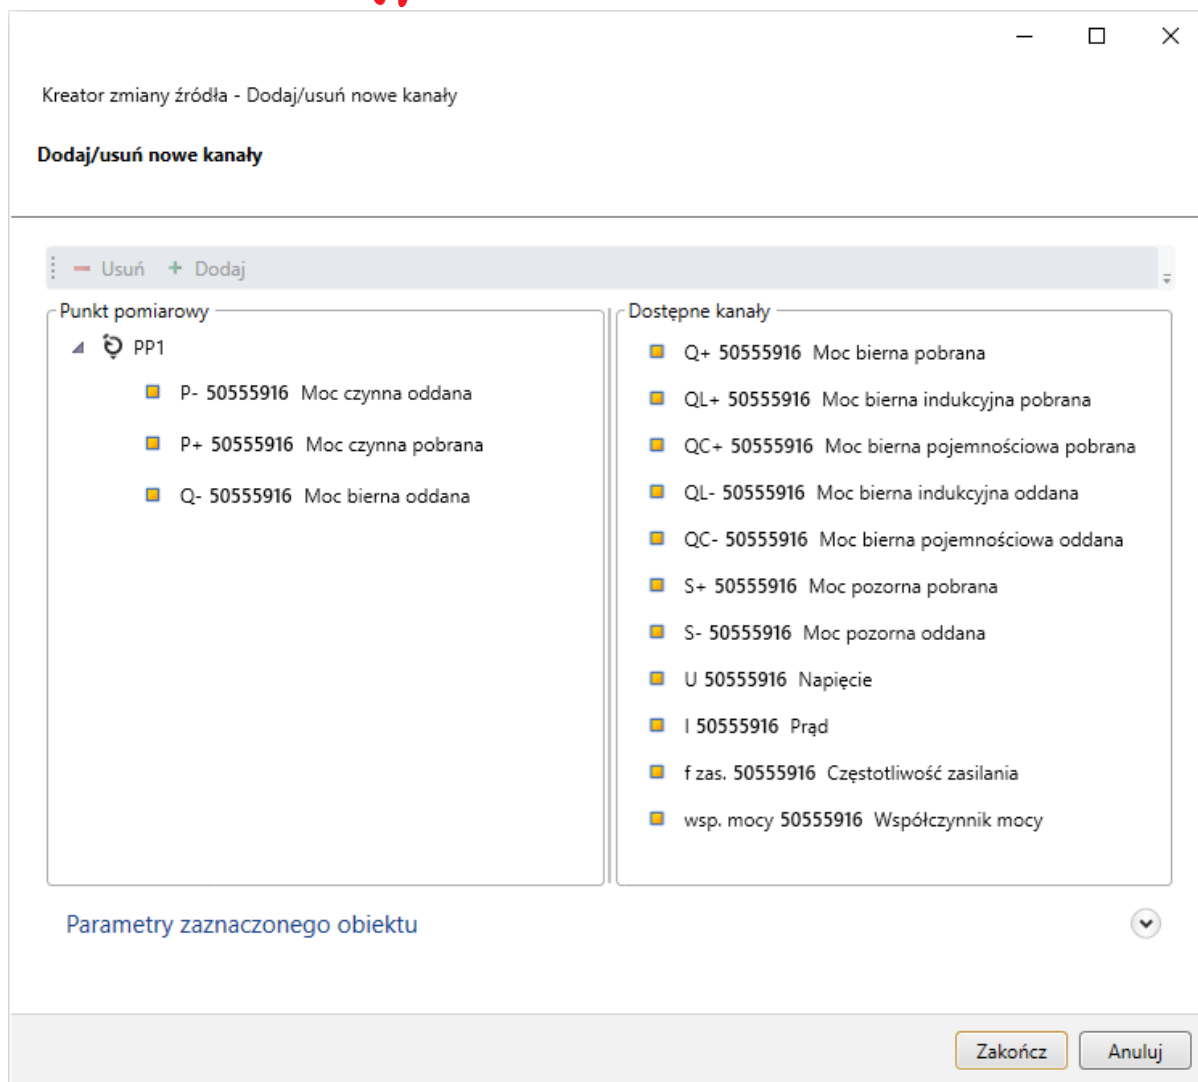 Kreator zmiany źródła - Dodaj/usuń nowe kanały
Dodaj/usuń nowe kanały
Usuń + Dodaj
Punkt pomiarowy
PP1
P- 50555916 Moc czynna oddana
P+ 50555916 Moc czynna pobrana
Q- 50555916 Moc bierna oddana
Dostępne kanały
Q+ 50555916 Moc bierna pobrana
QL+ 50555916 Moc bierna indukcyjna pobrana
QC+ 50555916 Moc bierna pojemnościowa pobrana
QL- 50555916 Moc bierna indukcyjna oddana
QC- 50555916 Moc bierna pojemnościowa oddana
S+ 50555916 Moc pozorna pobrana
S- 50555916 Moc pozorna oddana
U 50555916 Napięcie
I 50555916 Prąd
f zas. 50555916 Częstotliwość zasilania
wsp. mocy 50555916 Współczynnik mocy
Parametry zaznaczonego obiektu
Zakończ Anuluj